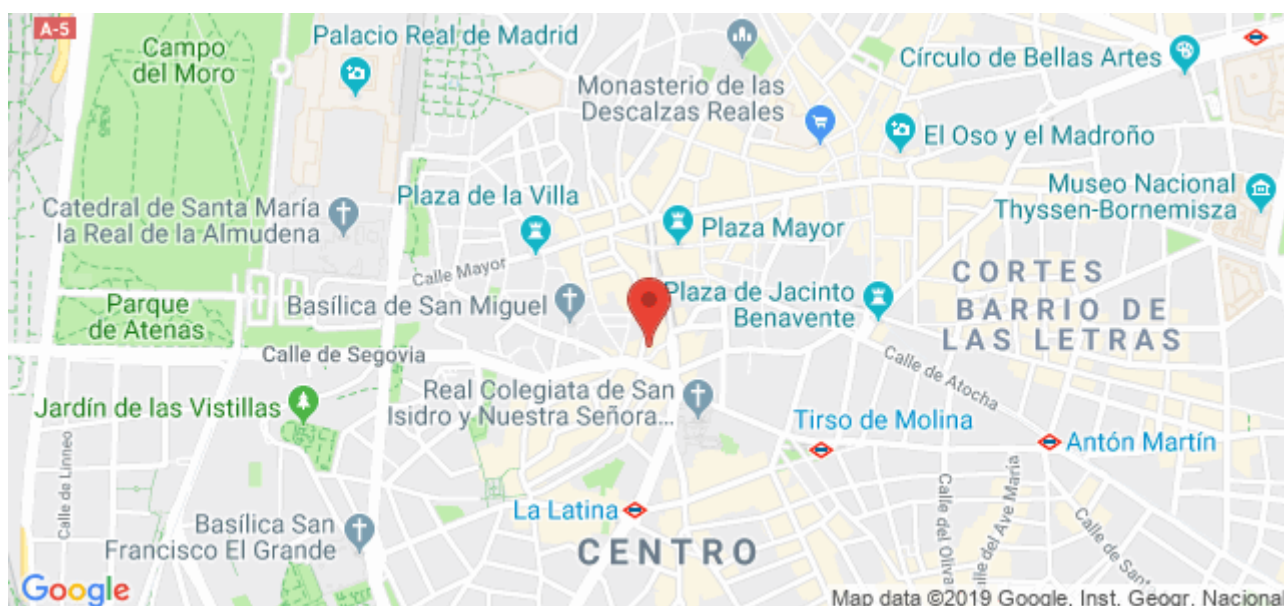 A-5
Campo
del Moro
Palacio Real de Madrid
Círculo de Bellas Artes
Monasterio de las
Descalzas Reales
El Oso y el Madroño
Museo Nacional
Thyssen-Bornemisza
Plaza de la Villa
Catedral de Santa María
la Real de la Almudena
Plaza Mayor
Calle Mayor
CORTES
Plaza de Jacinto
Benavente
Basílica de San Miguel
BARRIO DE
LAS LETRAS
Parque
de Atenas
Calle de Segovia
Calle de Atocha
Real Colegiata de San
Isidro y Nuestra Señora...
Jardín de las Vistillas
Tirso de Molina
Antón Martín
Calle de Linneo
La Latina
Basílica San
Francisco El Grande
CENTRO
Calle del Oliva
alle del Ave María
Calle de San
Google
Map data ©2019 Google, Inst. Geogr. Naciona